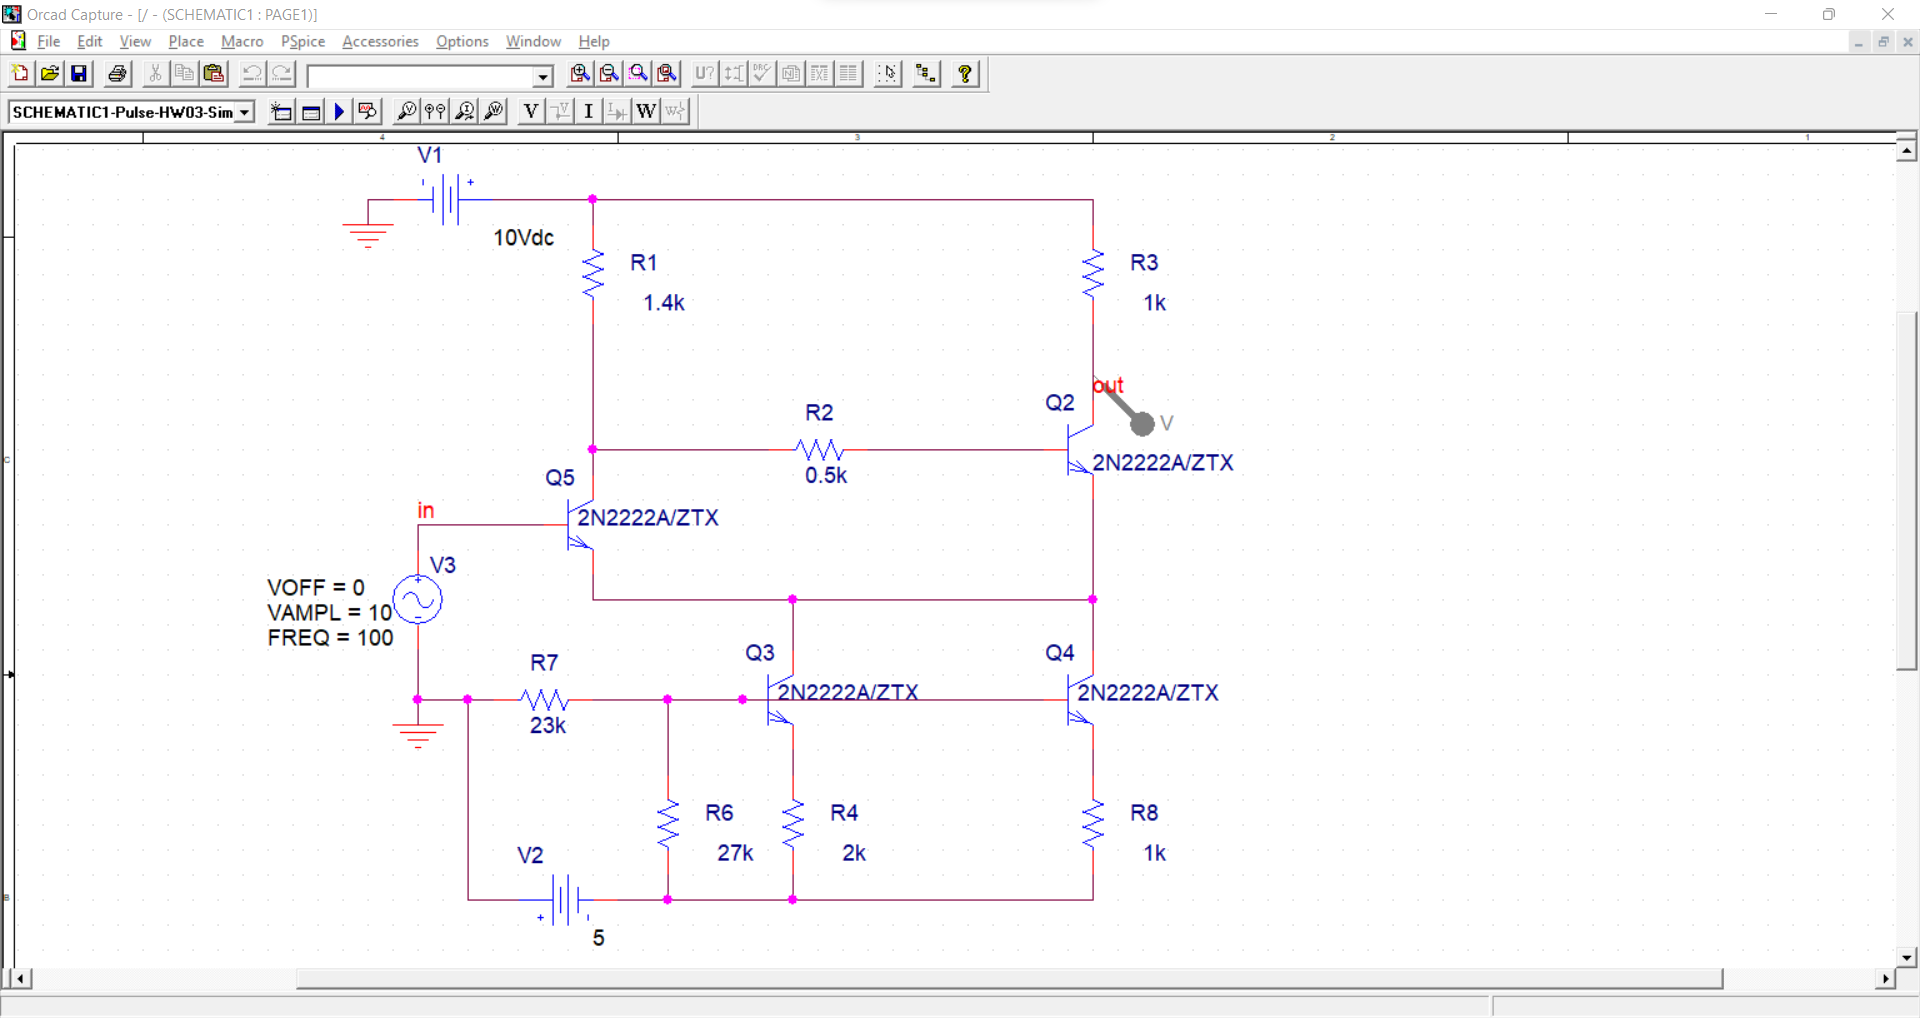 Orcad Capture - [/ - (SCHEMATIC1 : PAGE1)]
File Edit View Place Macro PSpice Accessories Options Window Help
U? DRC
SCHEMATIC1-Pulse-HW03-Sim V I W
4 3 2 1
V1
10Vdc
R1
1.4k
R3
1k
out
V
Q2
2N2222A/ZTX
R2
0.5k
C
Q5
2N2222A/ZTX
in
V3
VOFF = 0
VAMPL = 10
FREQ = 100
R7
23k
Q3
2N2222A/ZTX
Q4
2N2222A/ZTX
R6
27k
R4
2k
R8
1k
V2
5
B